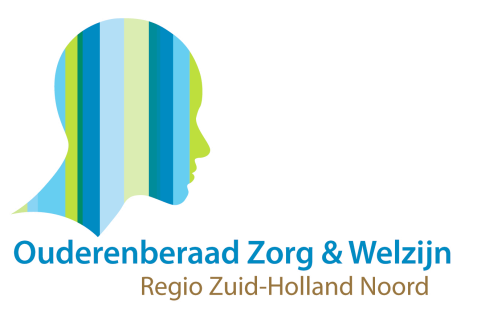 Ouderenberaad Zorg & Welzijn
Regio Zuid-Holland Noord